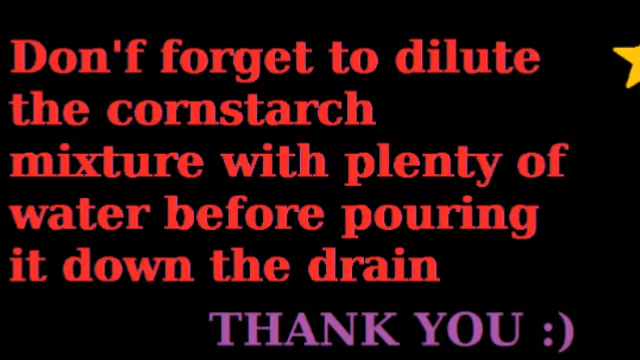 Don'f forget to dilute
the cornstarch
mixture with plenty of
water before pouring
it down the drain
THANK YOU :)